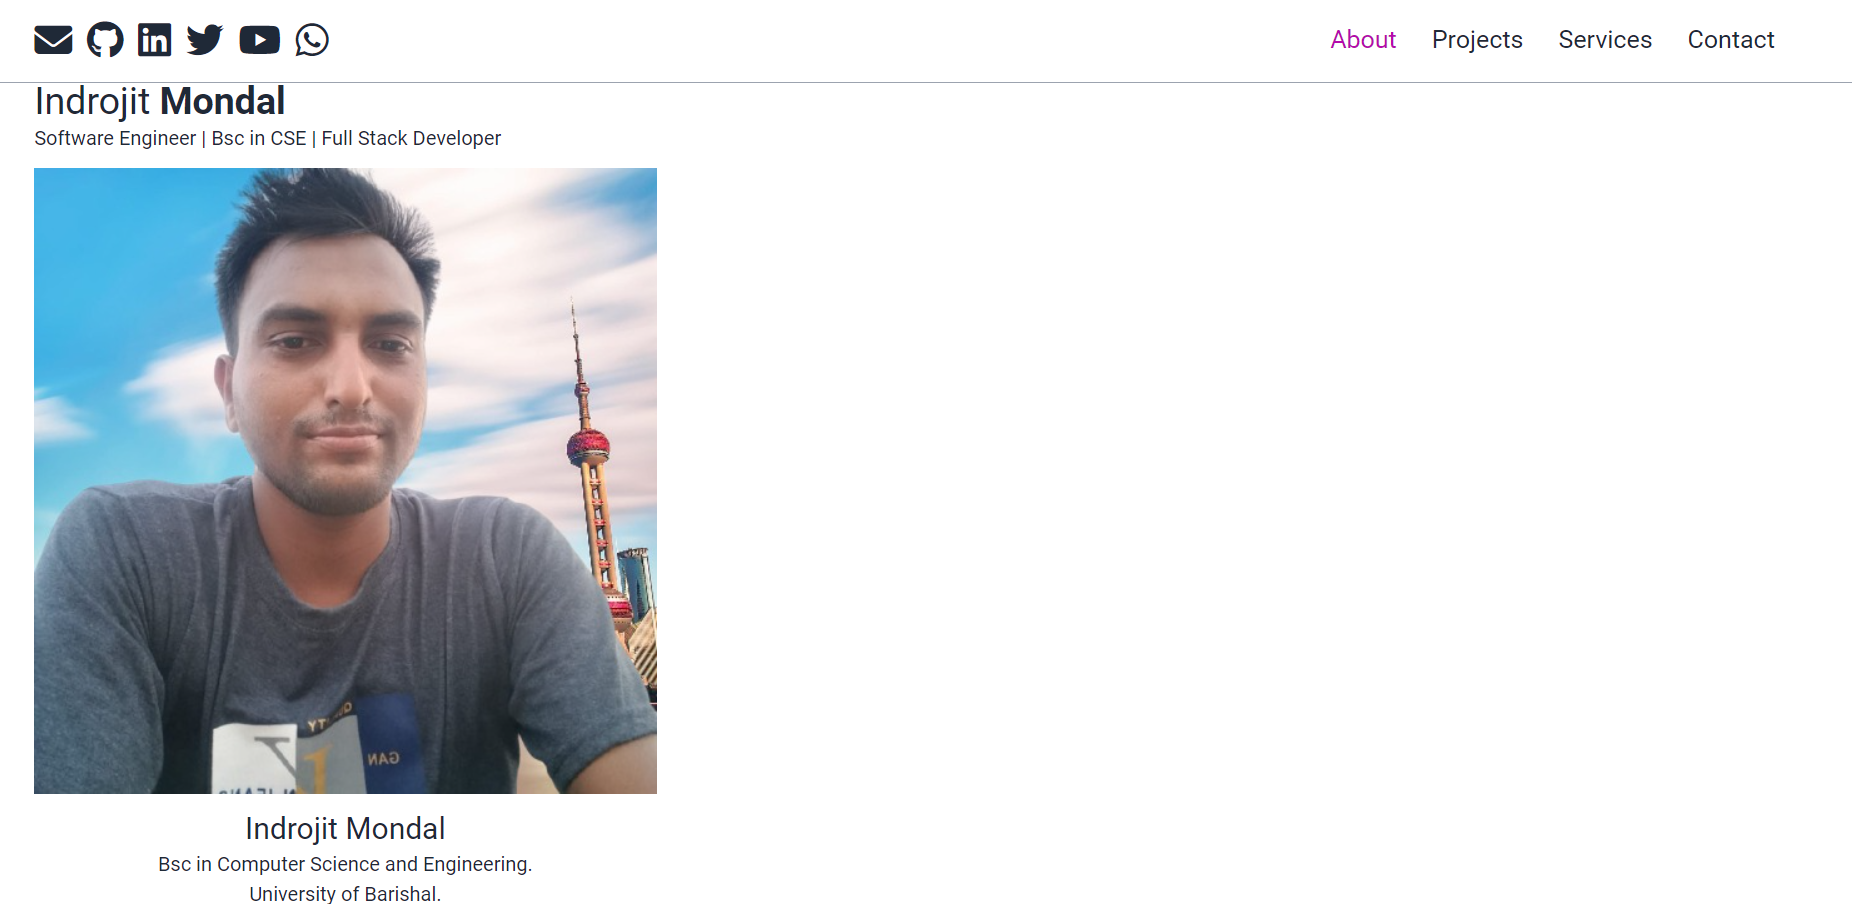 About Projects Services Contact
Indrojit Mondal
Software Engineer | Bsc in CSE | Full Stack Developer
GAN
Indrojit Mondal
Bsc in Computer Science and Engineering.
University of Barishal.